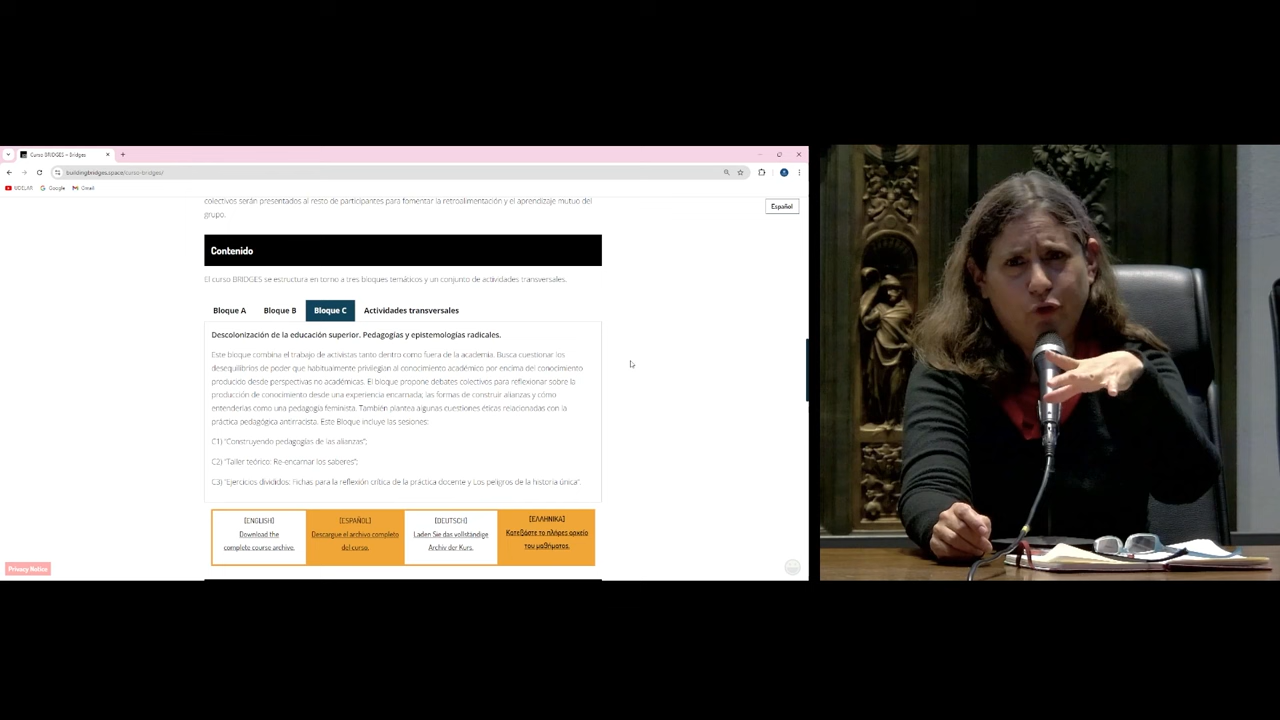 Curso BRIDGES – Bridges
buildingbridges.space/curso-bridges/
UDELAR Google Gmail
colectivos serán presentados al resto de participantes para fomentar la retroalimentación y el aprendizaje mutuo del
grupo.
Español
Contenido
El curso BRIDGES se estructura en torno a tres bloques temáticos y un conjunto de actividades transversales.
Bloque A Bloque B Bloque C Actividades transversales
Descolonización de la educación superior. Pedagogías y epistemologías radicales.
Este bloque combina el trabajo de activistas tanto dentro como fuera de la academia. Busca cuestionar los
desequilibrios de poder que habitualmente privilegian al conocimiento académico por encima del conocimiento
producido desde perspectivas no académicas. El bloque propone debates colectivos para reflexionar sobre la
producción de conocimiento desde una experiencia encarnada; las formas de construir alianzas y cómo
entenderlas como una pedagogía feminista. También plantea algunas cuestiones éticas relacionadas con la
práctica pedagógica antirracista. Este Bloque incluye las sesiones:
C1) “Construyendo pedagogías de las alianzas”;
C2) “Taller teórico: Re-encarnar los saberes”;
C3) “Ejercicios divididos: Fichas para la reflexión crítica de la práctica docente y Los peligros de la historia única”.
[ENGLISH]
Download the
complete course archive.
[ESPAÑOL]
Descargue el archivo completo
del curso.
[DEUTSCH]
Laden Sie das vollständige
Archiv der Kurs.
[ΕΛΛΗΝΙΚΑ]
Κατεβάστε το πλήρες αρχείο
του μαθήματος.
Privacy Notice